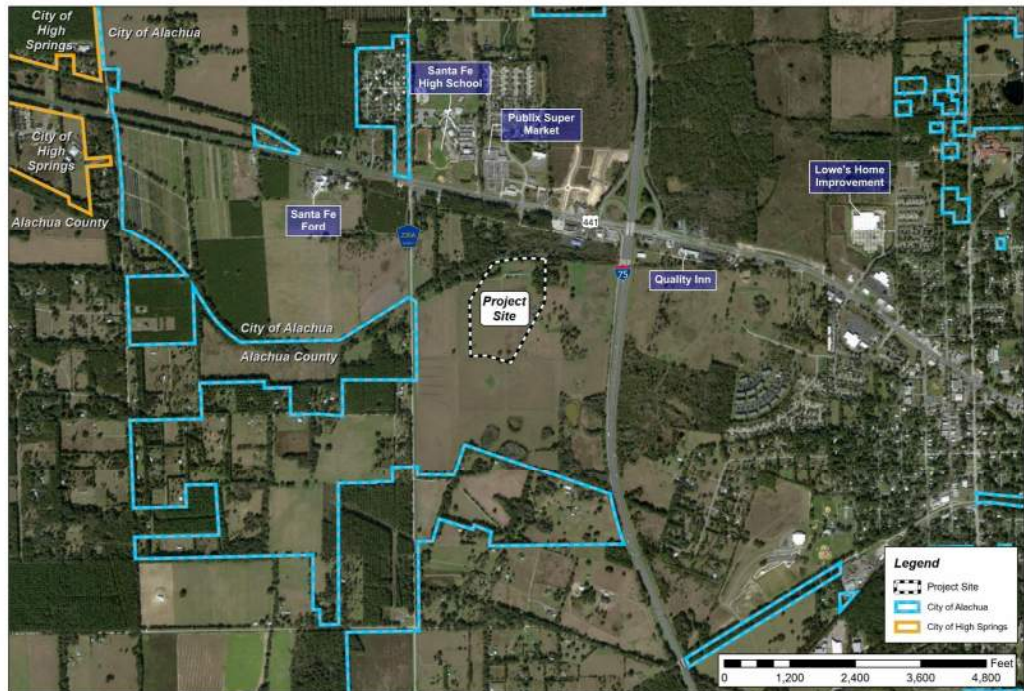 City of
High
Springs
City of Alachua
Santa Fe
High School
Publix Super
Market
City of
High
Springs
Lowe's Home
Improvement
Alachua County
Santa Fe
Ford
441
75
Quality Inn
Project
Site
City of Alachua
Alachua County
Legend
Project Site
City of Alachua
City of High Springs
Feet
0 1,200 2,400 3,600 4,800